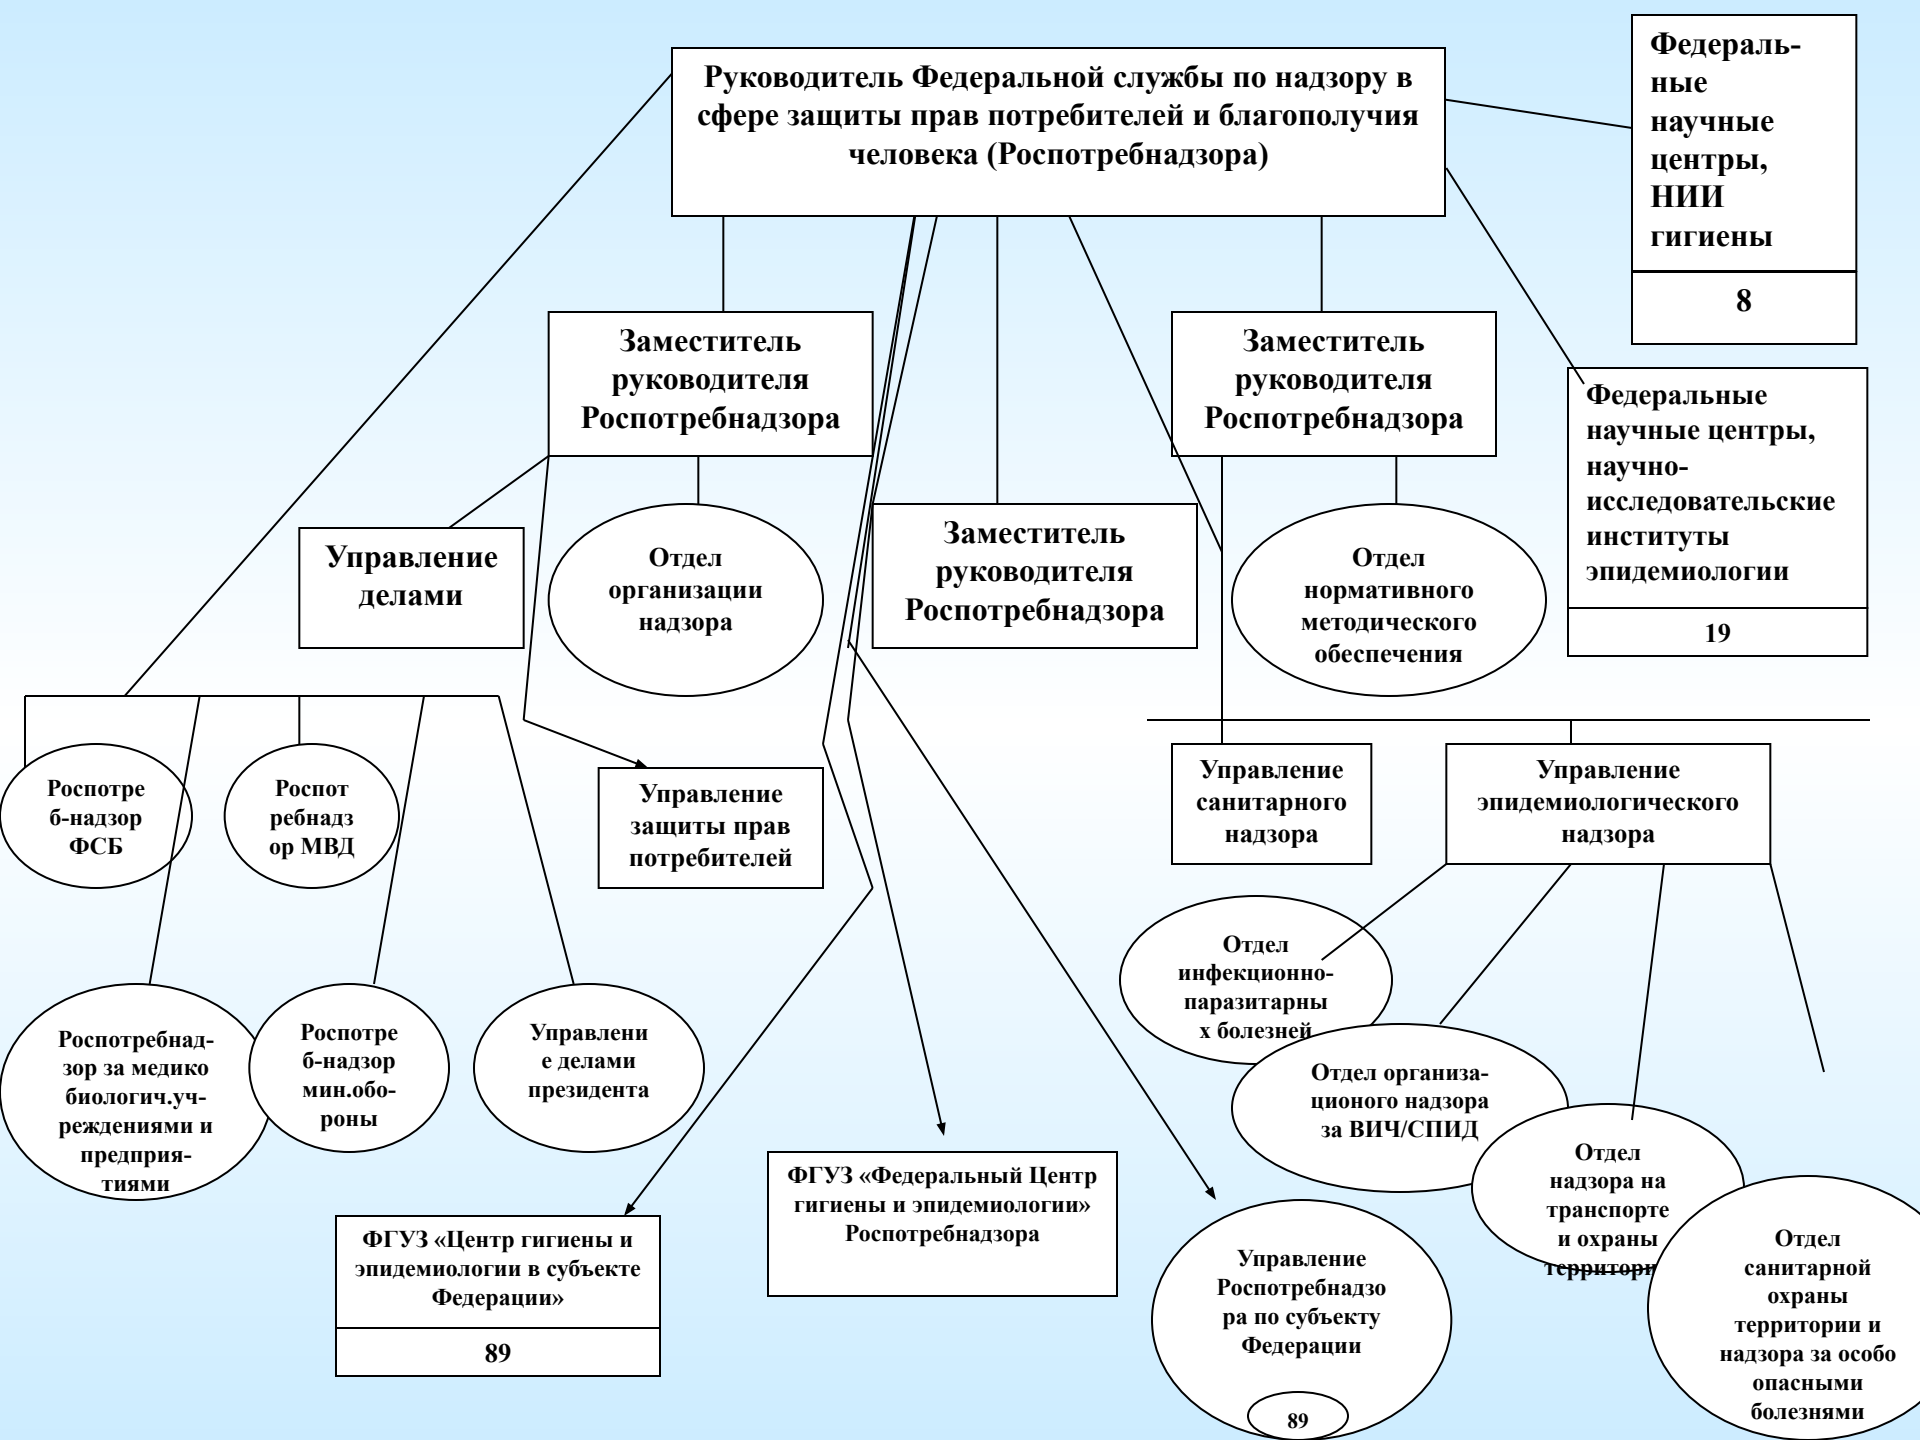 Руководитель Федеральной службы по надзору в
сфере защиты прав потребителей и благополучия
человека (Роспотребнадзора)
Федераль-
ные
научные
центры,
НИИ
гигиены
8
Заместитель
руководителя
Роспотребнадзора
Заместитель
руководителя
Роспотребнадзора
Федеральные
научные центры,
научно-
исследовательские
институты
эпидемиологии
19
Управление
делами
Отдел
организации
надзора
Заместитель
руководителя
Роспотребнадзора
Отдел
нормативного
методического
обеспечения
Роспотре
б-надзор
ФСБ
Роспот
ребнадз
ор МВД
Управление
защиты прав
потребителей
Управление
санитарного
надзора
Управление
эпидемиологического
надзора
Отдел
инфекционно-
паразитарны
х болезней
Роспотребнад-
зор за медико
биологич.уч-
реждениями и
предприя-
тиями
Роспотре
б-надзор
мин.обо-
роны
Управлени
е делами
президента
Отдел организа-
ционого надзора
за ВИЧ/СПИД
Отдел
надзора на
транспорте
и охраны
территори
ФГУЗ «Федеральный Центр
гигиены и эпидемиологии»
Роспотребнадзора
ФГУЗ «Центр гигиены и
эпидемиологии в субъекте
Федерации»
89
Управление
Роспотребнадзо
ра по субъекту
Федерации
89
Отдел
санитарной
охраны
территории и
надзора за особо
опасными
болезнями